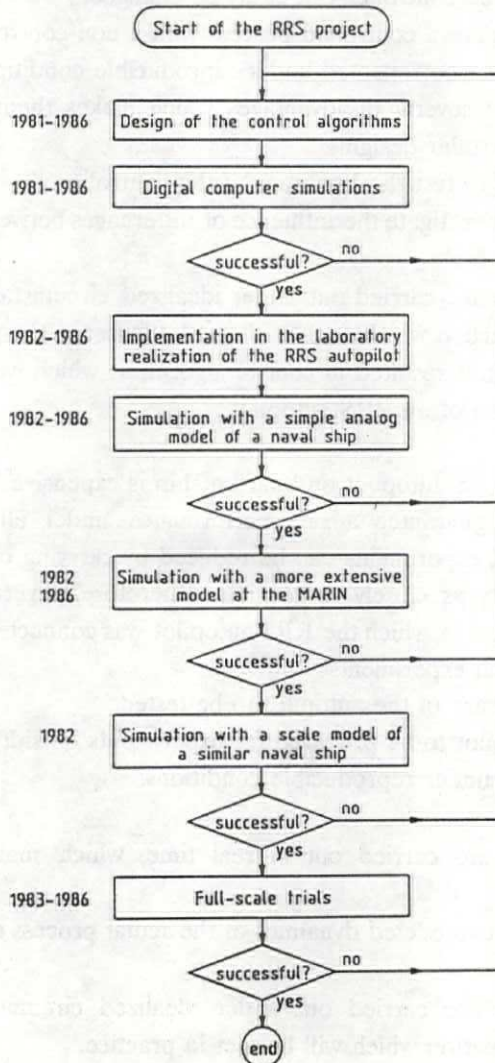 Start of the RRS project
1981-1986 Design of the control algorithms
1981-1986 Digital computer simulations
successful? no
yes
1982-1986 Implementation in the laboratory
realization of the RRS autopilot
1982-1986 Simulation with a simple analog
model of a naval ship
successful? no
yes
1982 Simulation with a more extensive
1986 model at the MARIN
successful? no
yes
1982 Simulation with a scale model of
a similar naval ship
successful? no
yes
1983-1986 Full-scale trials
successful? no
yes
end